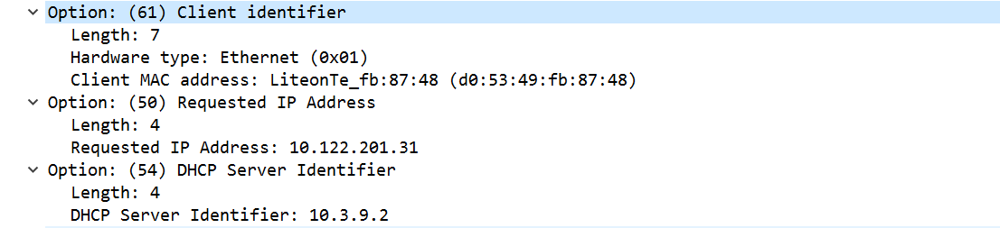 Option: (61) Client identifier
Length: 7
Hardware type: Ethernet (0x01)
Client MAC address: LiteonTe_fb:87:48 (d0:53:49:fb:87:48)
Option: (50) Requested IP Address
Length: 4
Requested IP Address: 10.122.201.31
Option: (54) DHCP Server Identifier
Length: 4
DHCP Server Identifier: 10.3.9.2